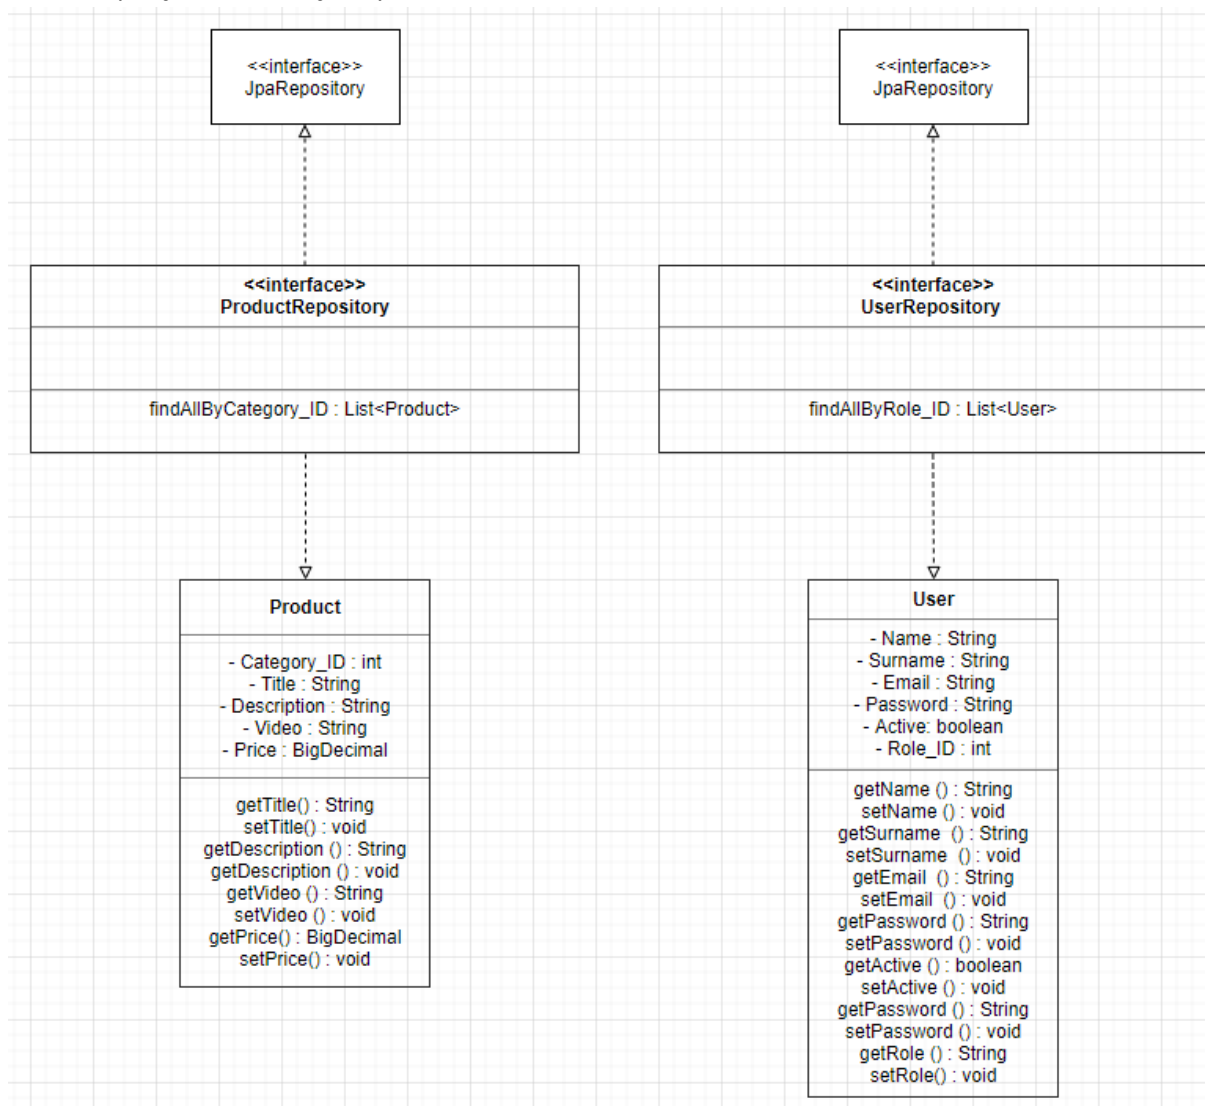 <<interface>>
JpaRepository
<<interface>>
ProductRepository
findAllByCategory_ID : List<Product>
Product
- Category_ID : int
- Title : String
- Description : String
- Video : String
- Price : BigDecimal
getTitle() : String
setTitle() : void
getDescription () : String
getDescription () : void
getVideo () : String
setVideo () : void
getPrice() : BigDecimal
setPrice() : void
<<interface>>
JpaRepository
<<interface>>
UserRepository
findAllByRole_ID : List<User>
User
- Name : String
- Surname : String
- Email : String
- Password : String
- Active: boolean
- Role_ID : int
getName () : String
setName () : void
getSurname  () : String
setSurname  () : void
getEmail  () : String
setEmail  () : void
getPassword () : String
setPassword () : void
getActive () : boolean
setActive () : void
getPassword () : String
setPassword () : void
getRole () : String
setRole() : void